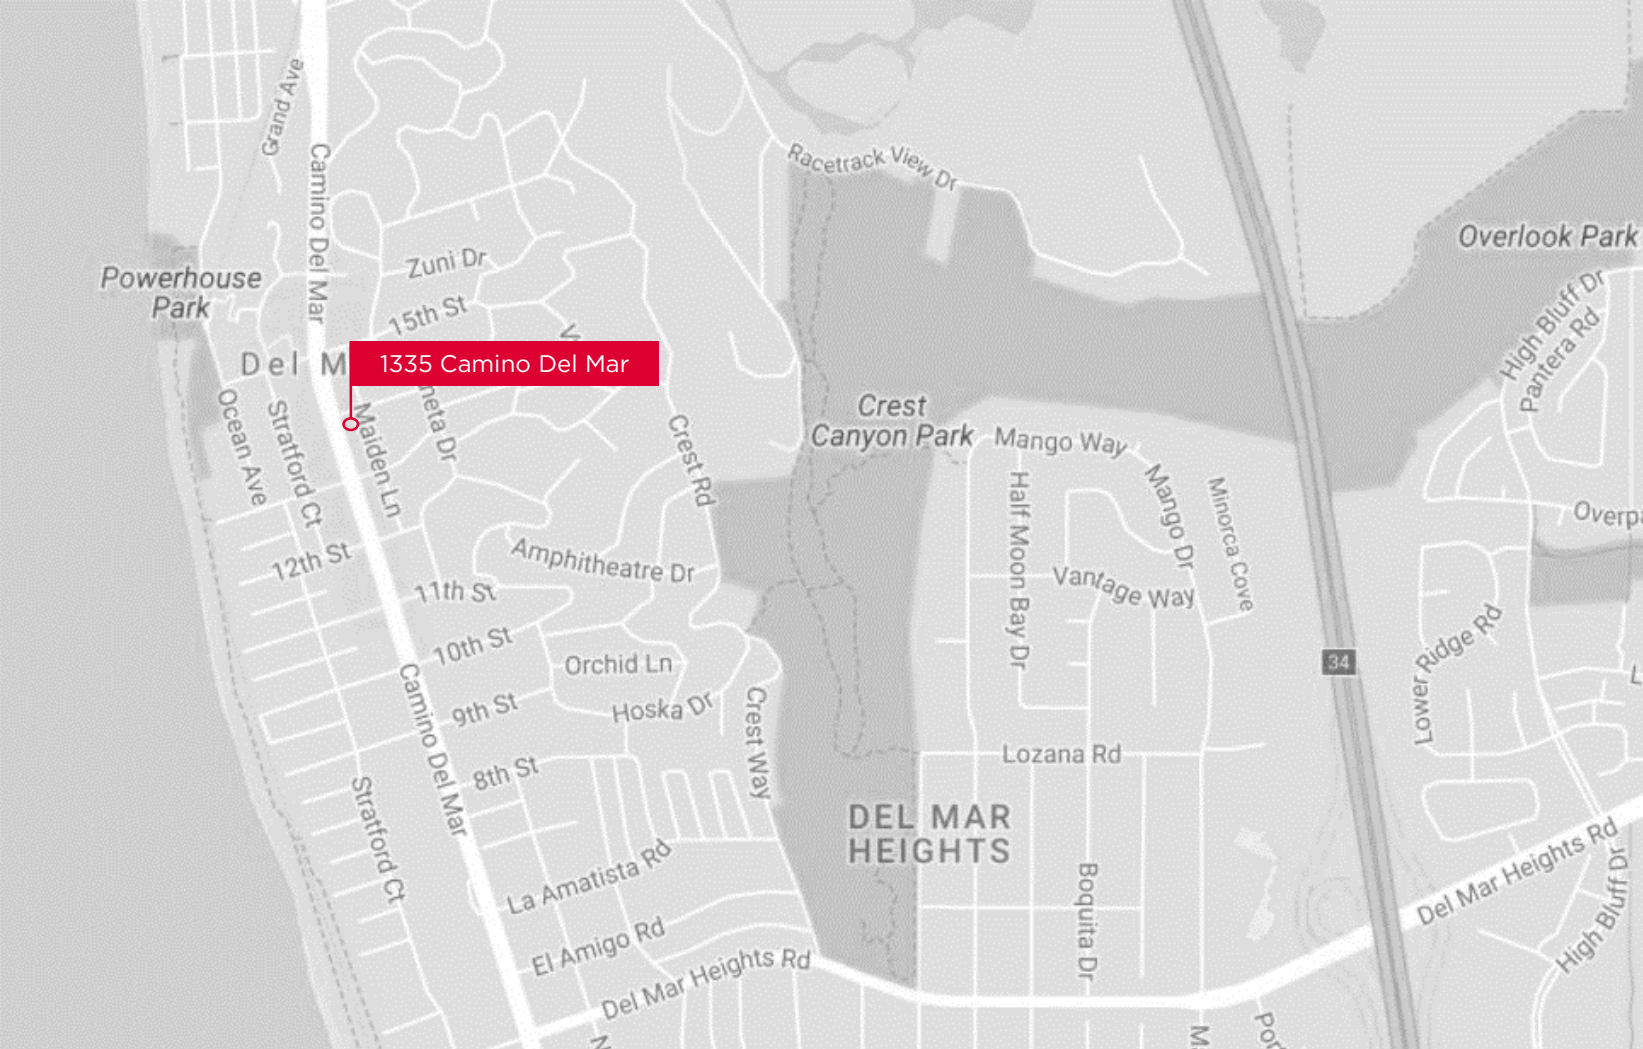 Grand Ave
Camino Del Mar
Racetrack View Dr
Overlook Park
Powerhouse
Park
Zuni Dr
15th St
High Bluff Dr
Pantera Rd
Del M
1335 Camino Del Mar
Ocean Ave
Stratford Ct
Maiden Ln
neta Dr
Crest Rd
Crest
Canyon Park
Mango Way
Half Moon Bay Dr
Mango Dr
Minorca Cove
Overpa
12th St
Amphitheatre Dr
11th St
Vantage Way
10th St
Orchid Ln
34
Lower Ridge Rd
Camino Del Mar
9th St
Hoska Dr
Crest Way
Lozana Rd
8th St
Stratford Ct
DEL MAR
HEIGHTS
La Amatista Rd
Boquita Dr
Del Mar Heights Rd
High Bluff Dr
El Amigo Rd
Del Mar Heights Rd